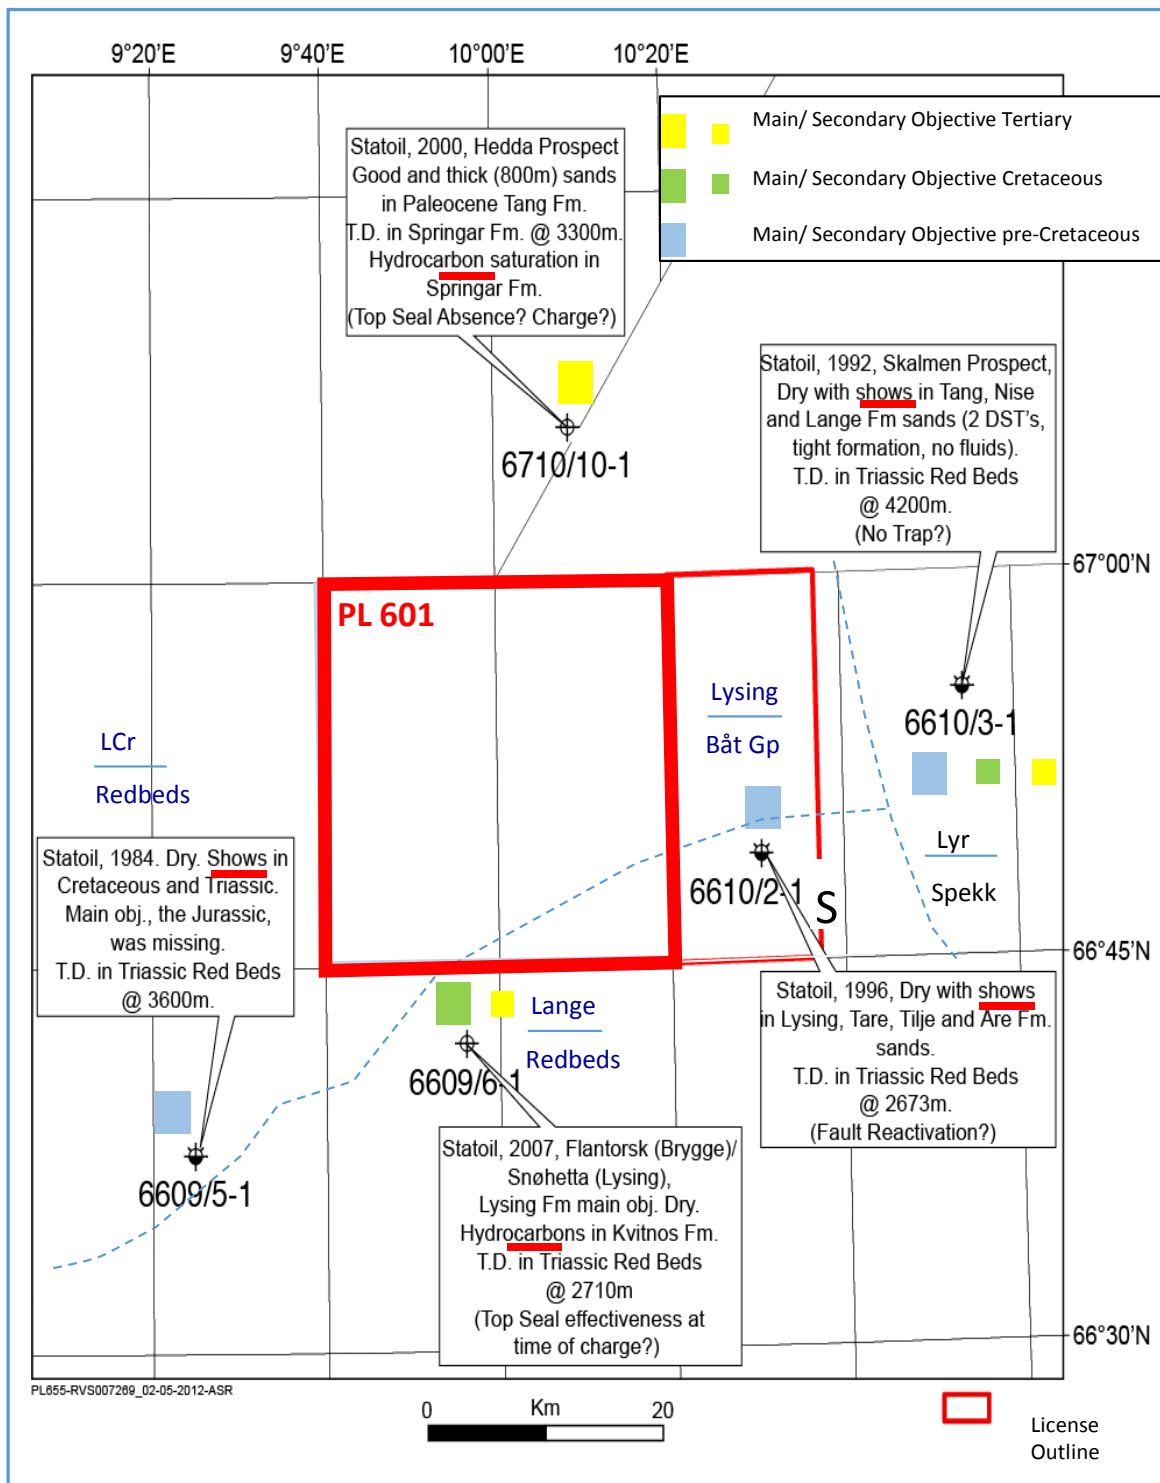 9°20'E
9°40'E
10°00'E
10°20'E
Main/ Secondary Objective Tertiary
Main/ Secondary Objective Cretaceous
Main/ Secondary Objective pre-Cretaceous
Statoil, 2000, Hedda Prospect
Good and thick (800m) sands
in Paleocene Tang Fm.
T.D. in Springar Fm. @ 3300m.
Hydrocarbon saturation in
Springar Fm.
(Top Seal Absence? Charge?)
6710/10-1
Statoil, 1992, Skalmen Prospect,
Dry with shows in Tang, Nise
and Lange Fm sands (2 DST's,
tight formation, no fluids).
T.D. in Triassic Red Beds
@ 4200m.
(No Trap?)
67°00'N
PL 601
6610/3-1
Lysing
Båt Gp
LCr
Redbeds
Lyr
Spekk
6610/2-1
S
66°45'N
Statoil, 1984. Dry. Shows in
Cretaceous and Triassic.
Main obj., the Jurassic,
was missing.
T.D. in Triassic Red Beds
@ 3600m.
6609/5-1
Lange
Redbeds
6609/6-1
Statoil, 1996, Dry with shows
in Lysing, Tare, Tilje and Are Fm.
sands.
T.D. in Triassic Red Beds
@ 2673m.
(Fault Reactivation?)
Statoil, 2007, Flantorsk (Brygge)/
Snøhetta (Lysing),
Lysing Fm main obj. Dry.
Hydrocarbons in Kvitnos Fm.
T.D. in Triassic Red Beds
@ 2710m
(Top Seal effectiveness at
time of charge?)
66°30'N
PL655-RVS007269_02-05-2012-ASR
0
Km
20
License
Outline